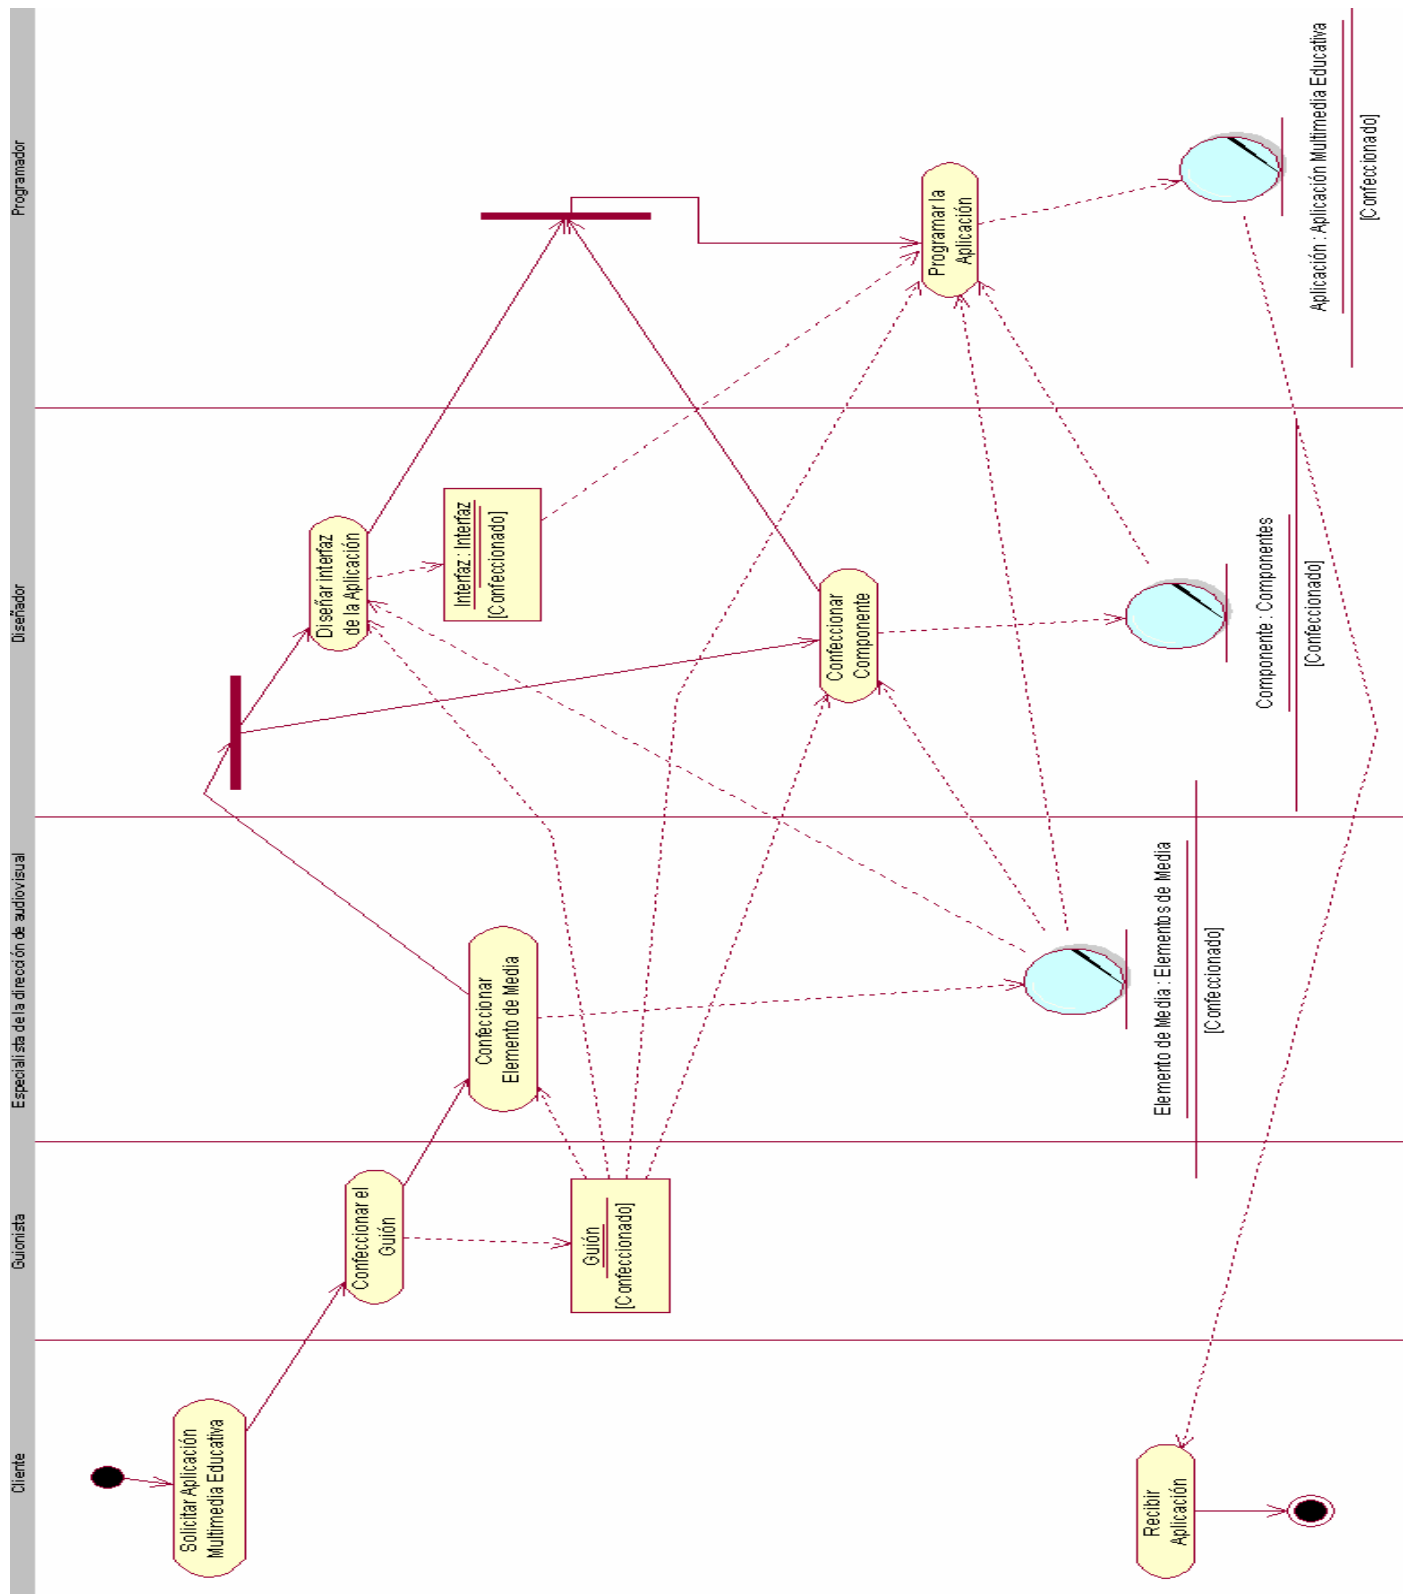 Cliente
Guionista
Especialista de la dirección de audiovisual
Diseñador
Programador
Solicitar Aplicación
Multimedia Educativa
Confeccionar el
Guión
Guión
[Confeccionado]
Confeccionar
Elemento de Media
Elemento de Media : Elementos de Media
[Confeccionado]
Diseñar interfaz
de la Aplicación
Interfaz : Interfaz
[Confeccionado]
Confeccionar
Componente
Componente : Componentes
[Confeccionado]
Programar la
Aplicación
Aplicación : Aplicación Multimedia Educativa
[Confeccionado]
Recibir
Aplicación